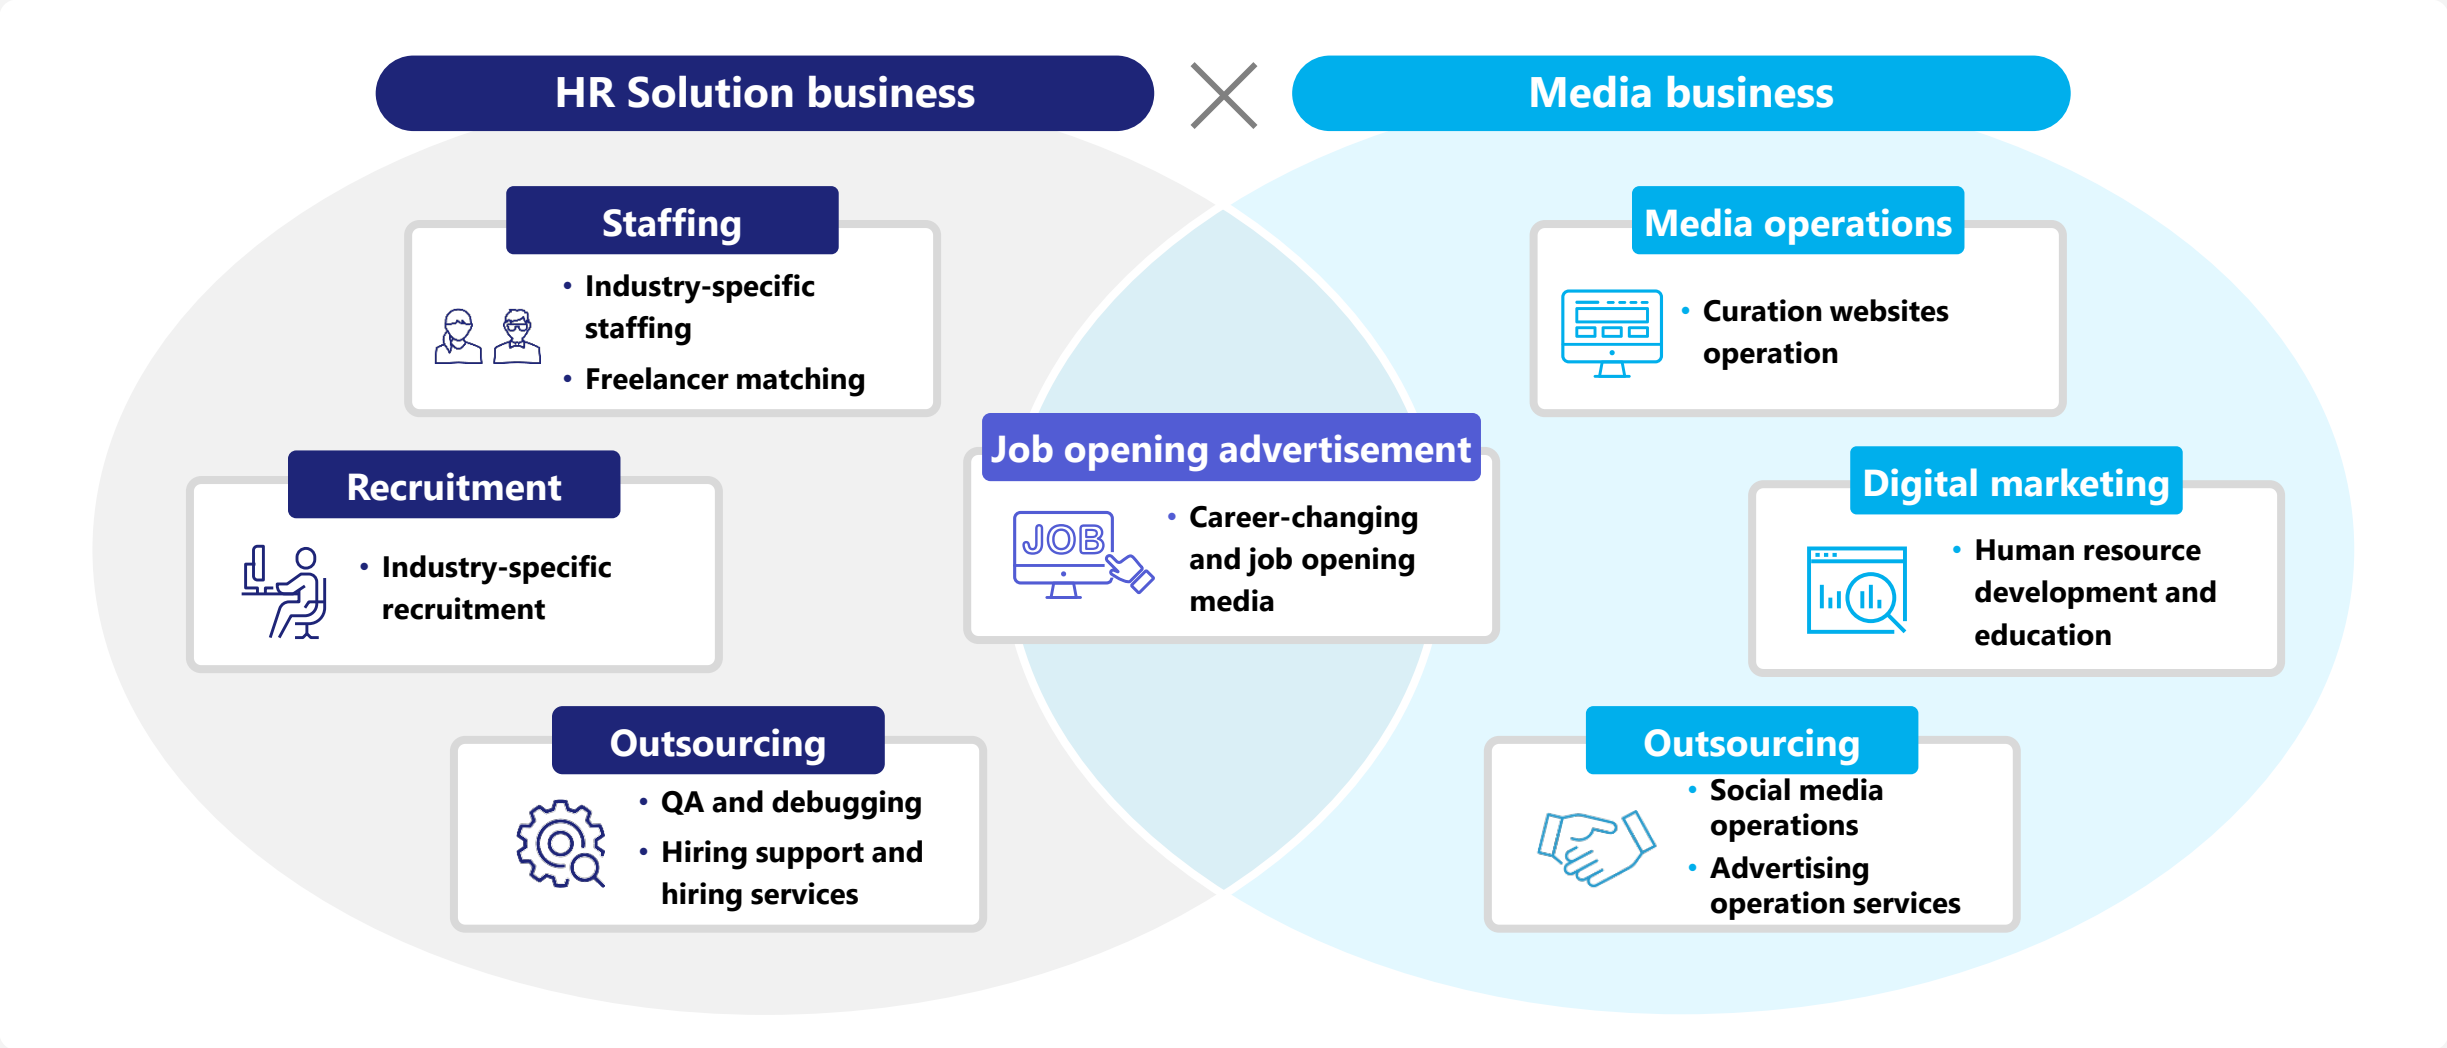 HR Solution business
Media business
Staffing
• Industry-specific
staffing
• Freelancer matching
Recruitment
• Industry-specific
recruitment
Outsourcing
• QA and debugging
• Hiring support and
hiring services
Job opening advertisement
JOB
• Career-changing
and job opening
media
Media operations
• Curation websites
operation
Digital marketing
• Human resource
development and
education
Outsourcing
• Social media
operations
• Advertising
operation services